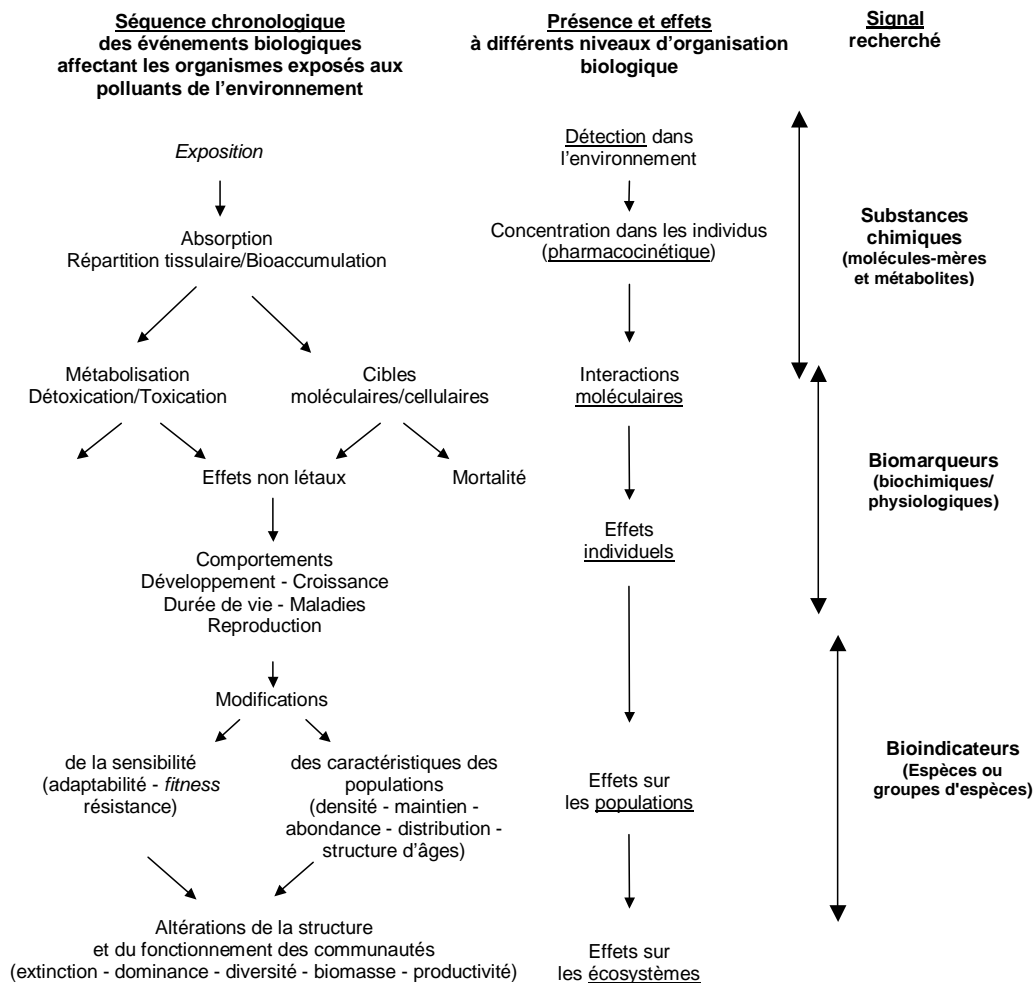 Séquence chronologique
des événements biologiques
affectant les organismes exposés aux
polluants de l'environnement
Exposition
Absorption
Répartition tissulaire/Bioaccumulation
Métabolisation
Détoxication/Toxication
Cibles
moléculaires/cellulaires
Effets non létaux
Mortalité
Comportements
Développement - Croissance
Durée de vie - Maladies
Reproduction
Modifications
de la sensibilité
(adaptabilité - fitness
résistance)
des caractéristiques des
populations
(densité - maintien -
abondance - distribution -
structure d'âges)
Altérations de la structure
et du fonctionnement des communautés
(extinction - dominance - diversité - biomasse - productivité)
Présence et effets
à différents niveaux d'organisation
biologique
Détection dans
l'environnement
Concentration dans les individus
(pharmacocinétique)
Interactions
moléculaires
Effets
individuels
Effets sur
les populations
Effets sur
les écosystèmes
Signal
recherché
Substances
chimiques
(molécules-mères
et métabolites)
Biomarqueurs
(biochimiques/
physiologiques)
Bioindicateurs
(Espèces ou
groupes d'espèces)